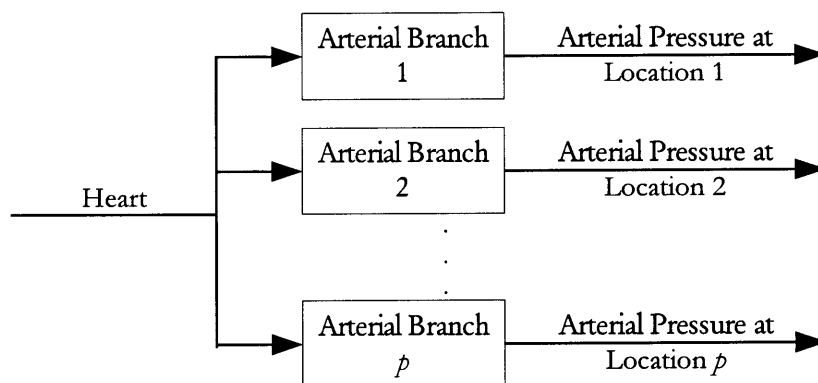 Arterial Branch
1
Arterial Pressure at
Location 1
Arterial Branch
2
Arterial Pressure at
Location 2
Heart
Arterial Branch
p
Arterial Pressure at
Location p